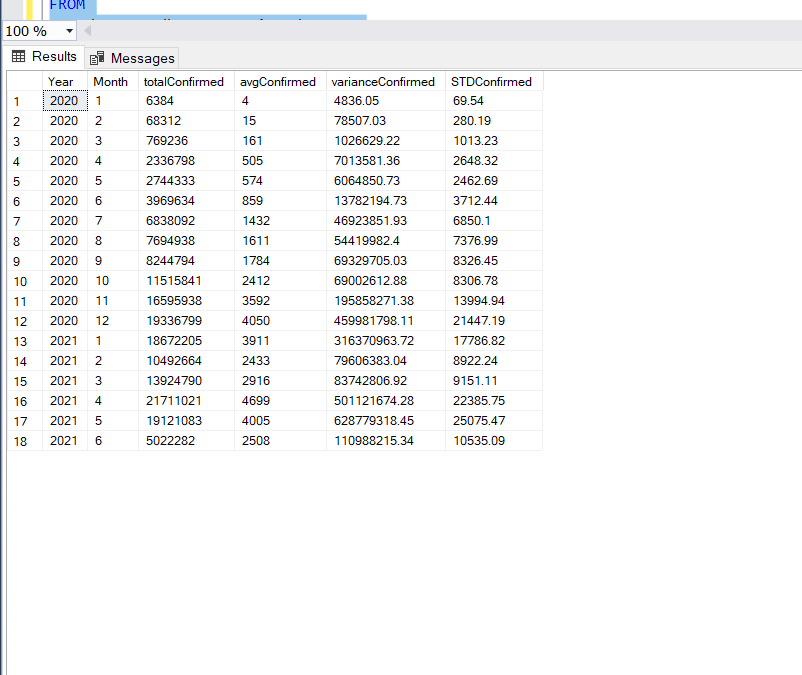 FROM
100 %
Results Messages
Year Month totalConfirmed avgConfirmed varianceConfirmed STDConfirmed
1 2020 1 6384 4 4836.05 69.54
2 2020 2 68312 15 78507.03 280.19
3 2020 3 769236 161 1026629.22 1013.23
4 2020 4 2336798 505 7013581.36 2648.32
5 2020 5 2744333 574 6064850.73 2462.69
6 2020 6 3969634 859 13782194.73 3712.44
7 2020 7 6838092 1432 46923851.93 6850.1
8 2020 8 7694938 1611 54419982.4 7376.99
9 2020 9 8244794 1784 69329705.03 8326.45
10 2020 10 11515841 2412 69002612.88 8306.78
11 2020 11 16595938 3592 195858271.38 13994.94
12 2020 12 19336799 4050 459981798.11 21447.19
13 2021 1 18672205 3911 316370963.72 17786.82
14 2021 2 10492664 2433 79606383.04 8922.24
15 2021 3 13924790 2916 83742806.92 9151.11
16 2021 4 21711021 4699 501121674.28 22385.75
17 2021 5 19121083 4005 628779318.45 25075.47
18 2021 6 5022282 2508 110988215.34 10535.09